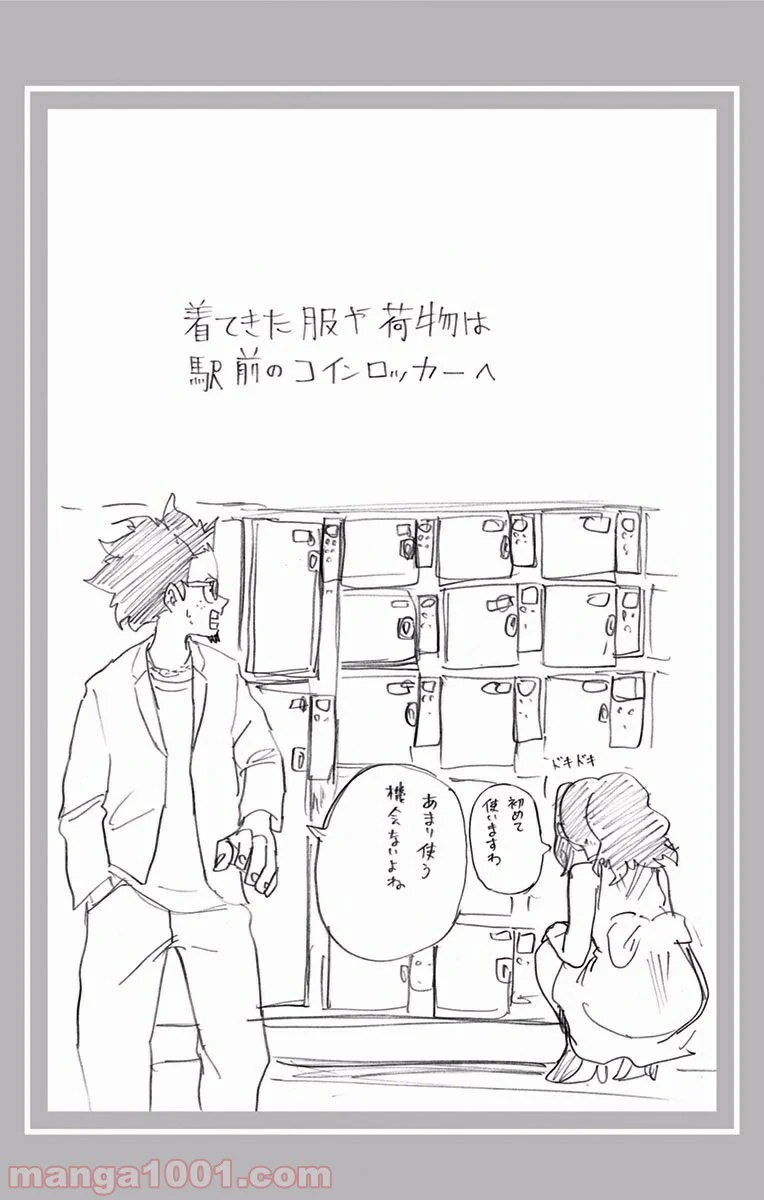 着てきた服や荷物は
駅前のコインロッカーへ
ドキドキ
初めて
使いますわ
あまり使う
機会ないよね
manga1001.com